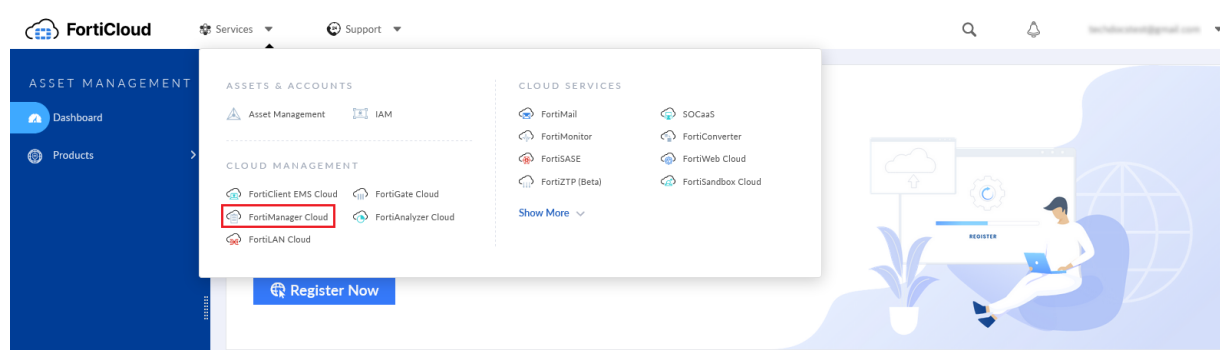 FortiCloud
Services
Support
ASSET MANAGEMENT
Dashboard
Products
ASSETS & ACCOUNTS
Asset Management
IAM
CLOUD MANAGEMENT
FortiClient EMS Cloud
FortiGate Cloud
FortiManager Cloud
FortiAnalyzer Cloud
FortiLAN Cloud
CLOUD SERVICES
FortiMail
SOCaaS
FortiMonitor
FortiConverter
FortiSASE
FortiWeb Cloud
FortiZTP (Beta)
FortiSandbox Cloud
Show More
Register Now
REGISTER